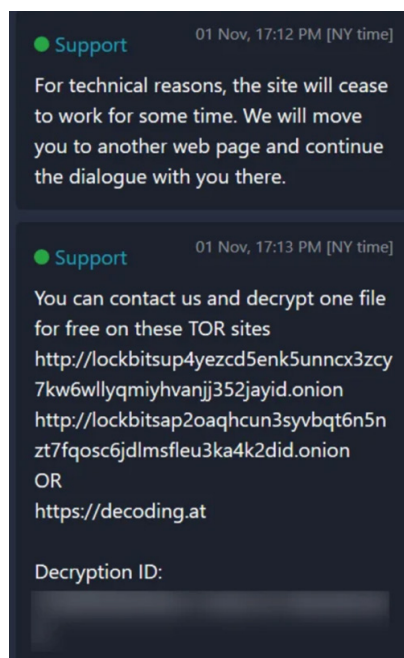 Support
01 Nov, 17:12 PM [NY time]
For technical reasons, the site will cease
to work for some time. We will move
you to another web page and continue
the dialogue with you there.
Support
01 Nov, 17:13 PM [NY time]
You can contact us and decrypt one file
for free on these TOR sites
http://lockbitsup4yezcd5enk5unncx3zcy
7kw6wllyqmiyhvanjj352jayid.onion
http://lockbitsap2oaqhcun3syvbqt6n5n
zt7fqosc6jdlmsfleu3ka4k2did.onion
OR
https://decoding.at
Decryption ID: